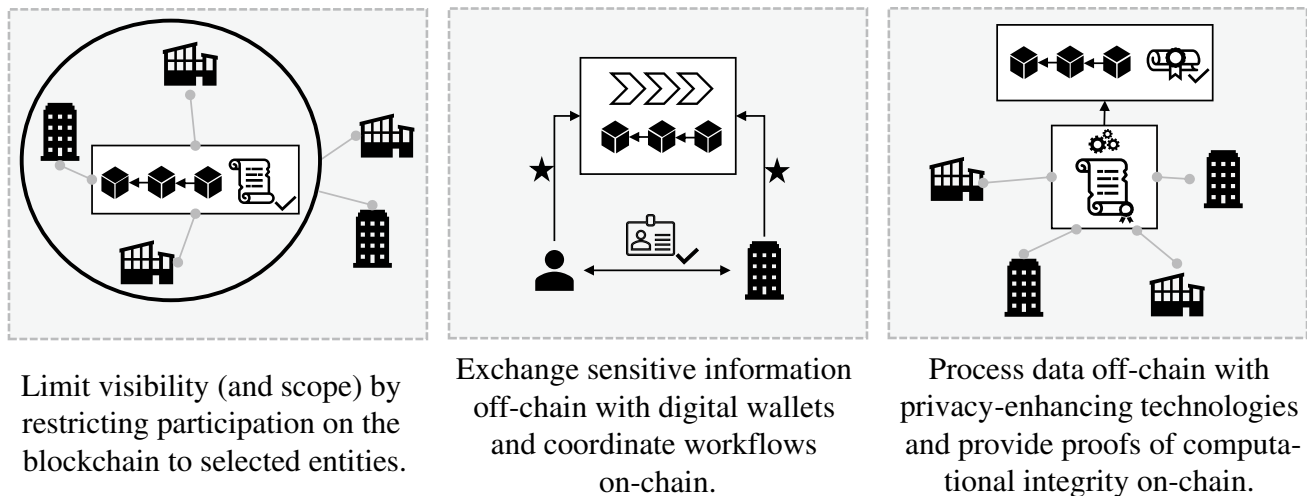 Limit visibility (and scope) by
restricting participation on the
blockchain to selected entities.
Exchange sensitive information
off-chain with digital wallets
and coordinate workflows
on-chain.
Process data off-chain with
privacy-enhancing technologies
and provide proofs of computa-
tional integrity on-chain.